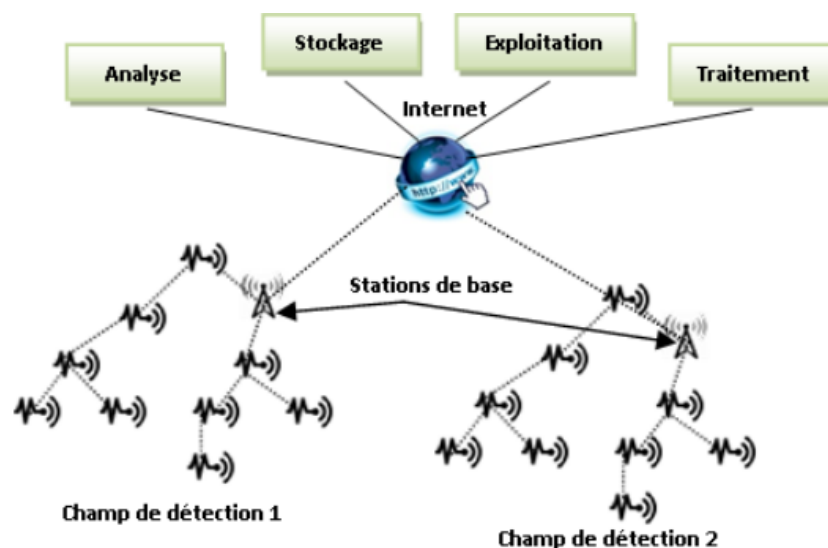 Stockage
Exploitation
Analyse
Traitement
Internet
http://www.
Stations de base
Champ de détection 1
Champ de détection 2